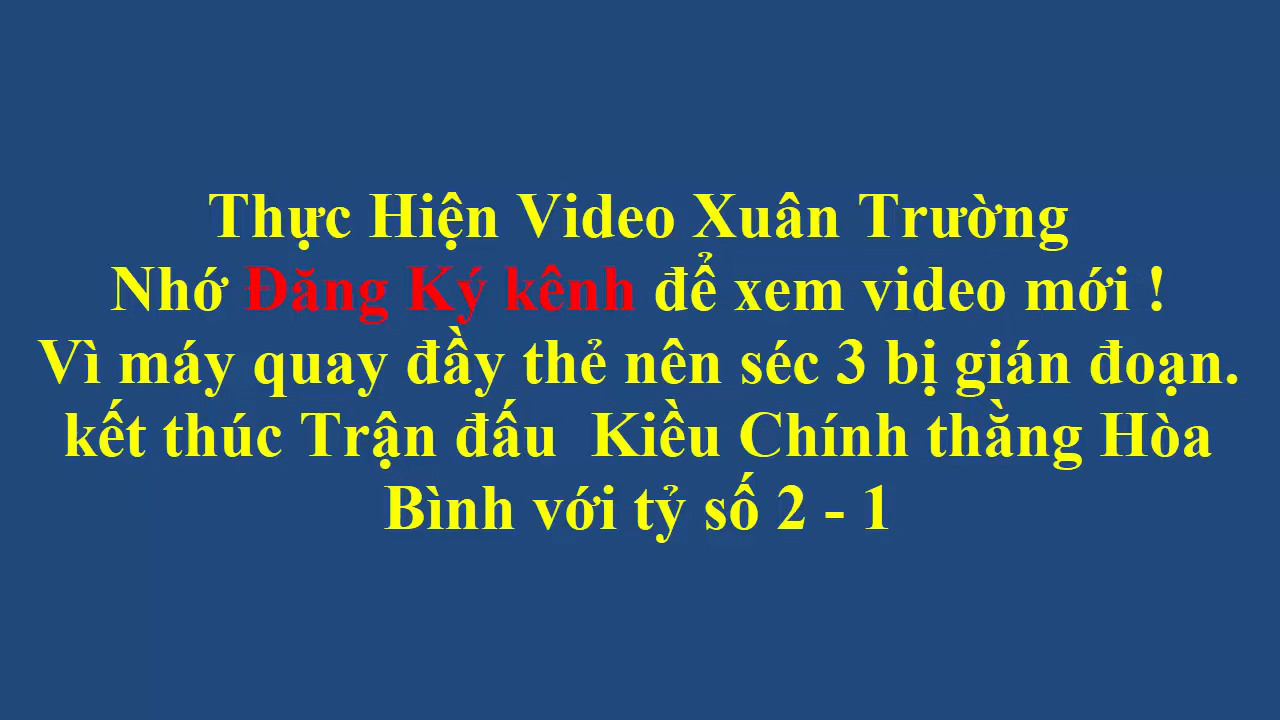 Thực Hiện Video Xuân Trường
Nhớ Đăng Ký kênh để xem video mới !
Vì máy quay đầy thẻ nên séc 3 bị gián đoạn.
kết thúc Trận đấu  Kiều Chính thằng Hòa
Bình với tỷ số 2 - 1